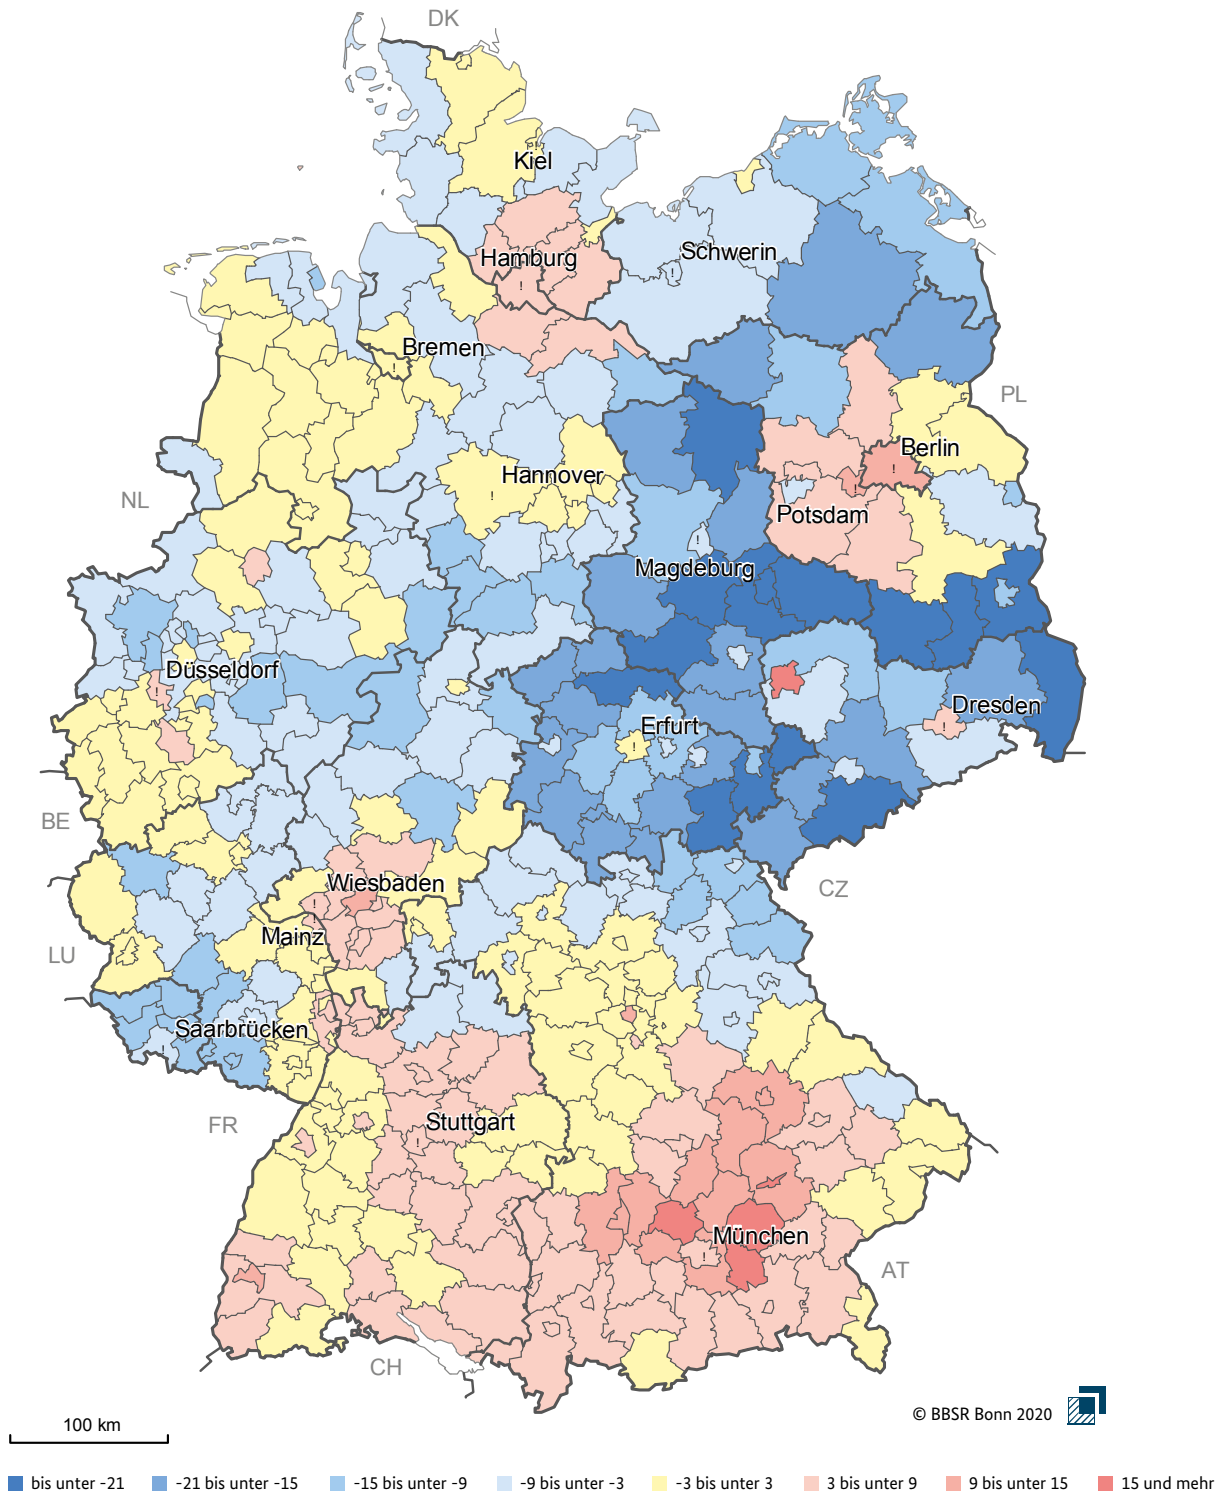 DK
Kiel
Hamburg
!
Schwerin
!
Bremen
!
PL
Berlin
!
Hannover
!
NL
!
Potsdam
!
Magdeburg
Düsseldorf
!
Dresden
!
Erfurt
!
BE
Wiesbaden
!
CZ
Mainz
LU
Saarbrücken
FR
Stuttgart
!
München
!
AT
CH
100 km
© BBSR Bonn 2020
bis unter -21 -21 bis unter -15 -15 bis unter -9 -9 bis unter -3 -3 bis unter 3 3 bis unter 9 9 bis unter 15 15 und mehr